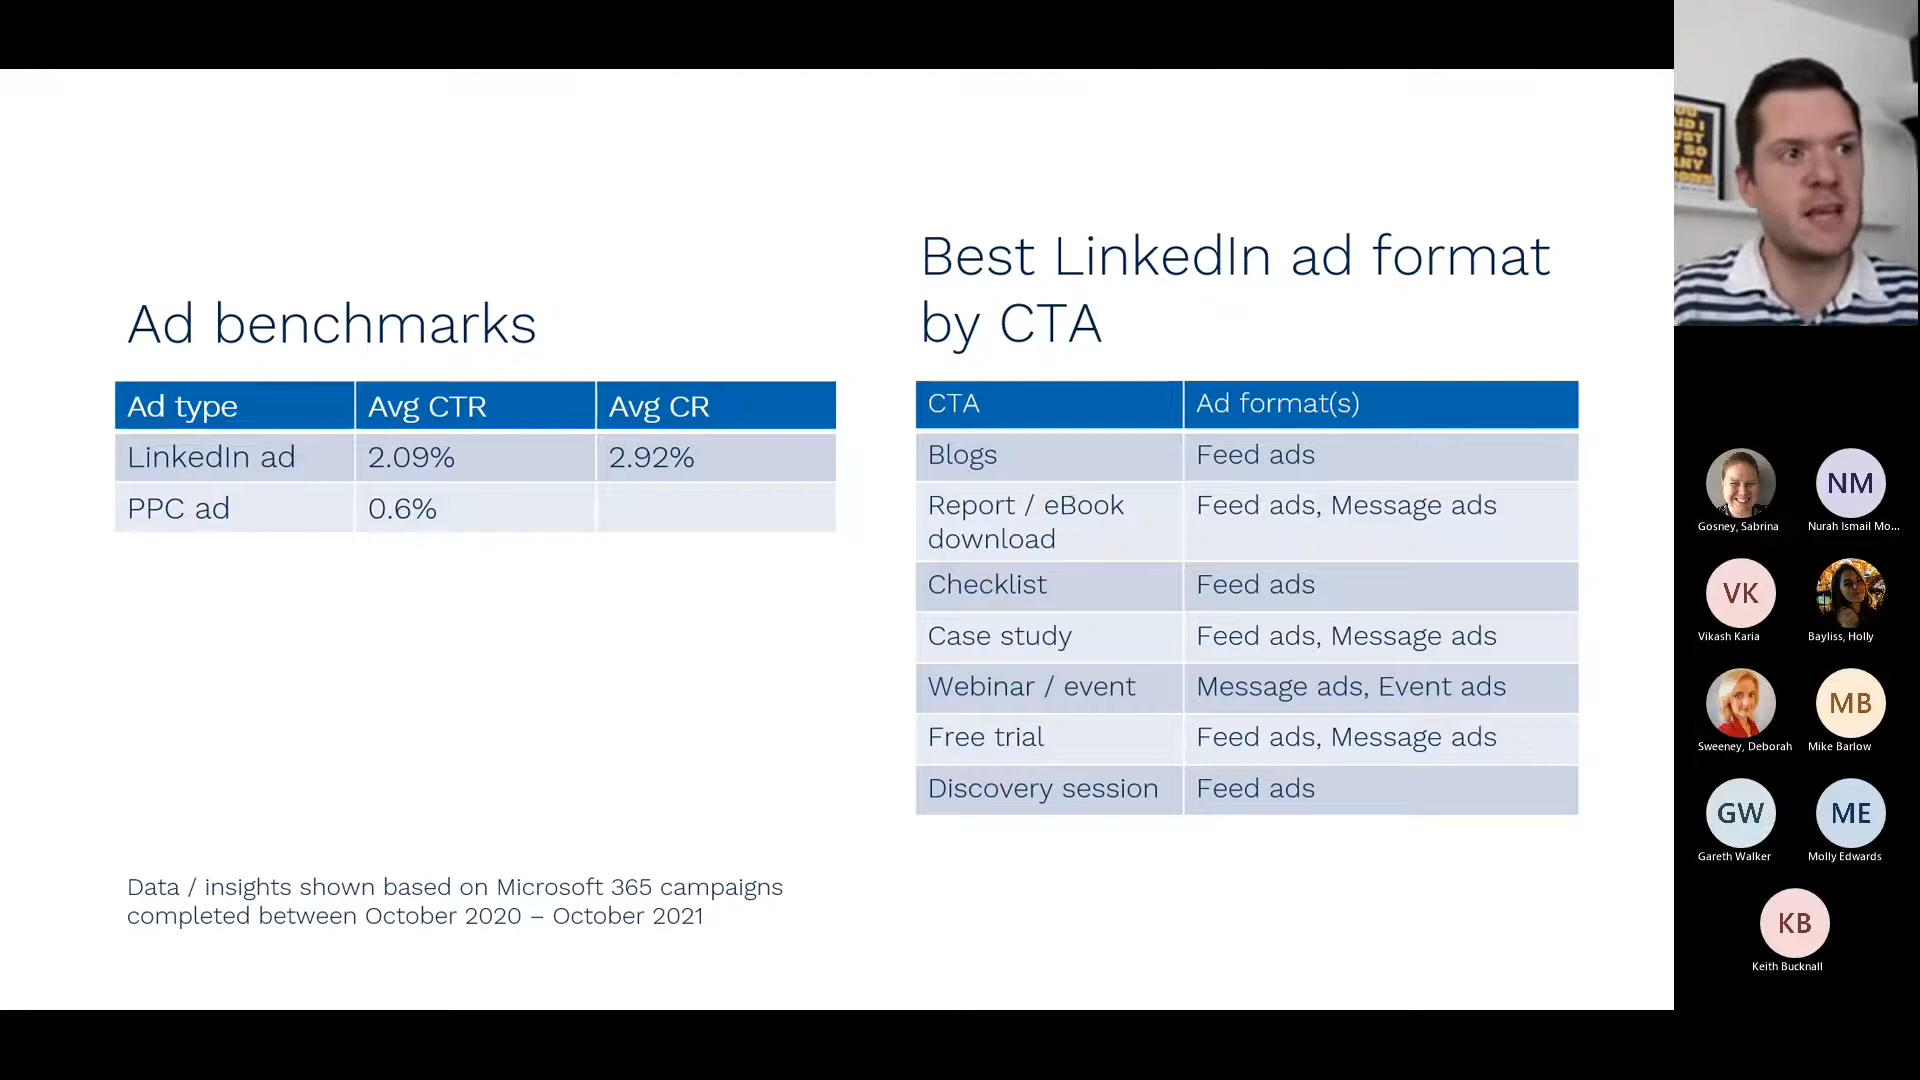 Ad benchmarks
Ad type Avg CTR Avg CR
LinkedIn ad 2.09% 2.92%
PPC ad 0.6%
Data / insights shown based on Microsoft 365 campaigns
completed between October 2020 – October 2021
Best LinkedIn ad format
by CTA
CTA Ad format(s)
Blogs Feed ads
Report / eBook
download
Feed ads, Message ads
Checklist Feed ads
Case study Feed ads, Message ads
Webinar / event Message ads, Event ads
Free trial Feed ads, Message ads
Discovery session Feed ads
SO
Gosney, Sabrina
NM
Nurah Ismail Mo...
VK
Vikash Karia
Bayliss, Holly
Sweeney, Deborah
MB
Mike Barlow
GW
Gareth Walker
ME
Molly Edwards
KB
Keith Bucknall